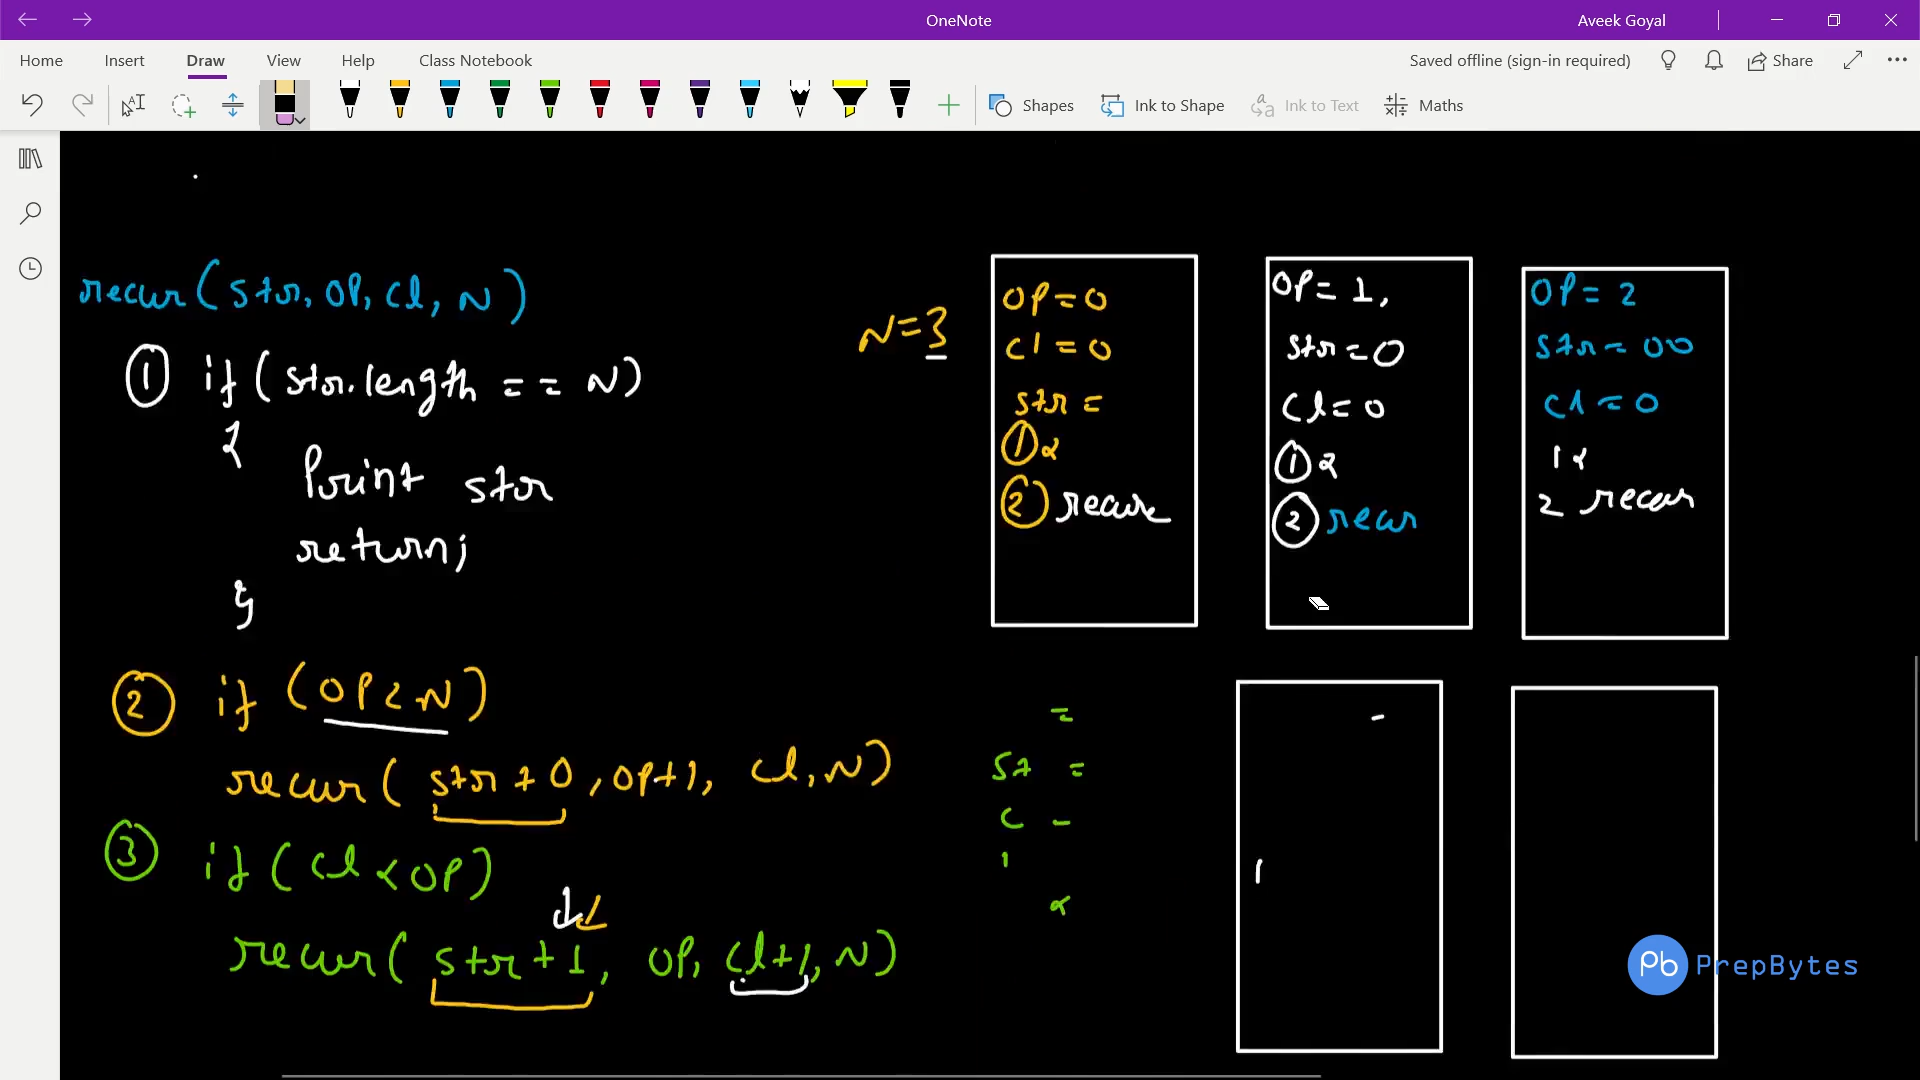 OneNote
Aveek Goyal
Home Insert Draw View Help Class Notebook
Saved offline (sign-in required) Share
Shapes Ink to Shape Ink to Text Maths
recur(str, OP, Cl, N)
① if(str.length == N)
{
Print str
return;
}
② if (OP < N)
recur( str+0, OP+1, Cl, N)
③ if( Cl < OP)
recur( str+1, OP, Cl+1, N)
N=3
OP=0
Cl=0
str=
①
② recur
OP=1,
str=0
Cl=0
①
② recur
OP=2
str=00
Cl=0
1
2 recur
=
St =
C -
1
-
1
Pb PrepBytes